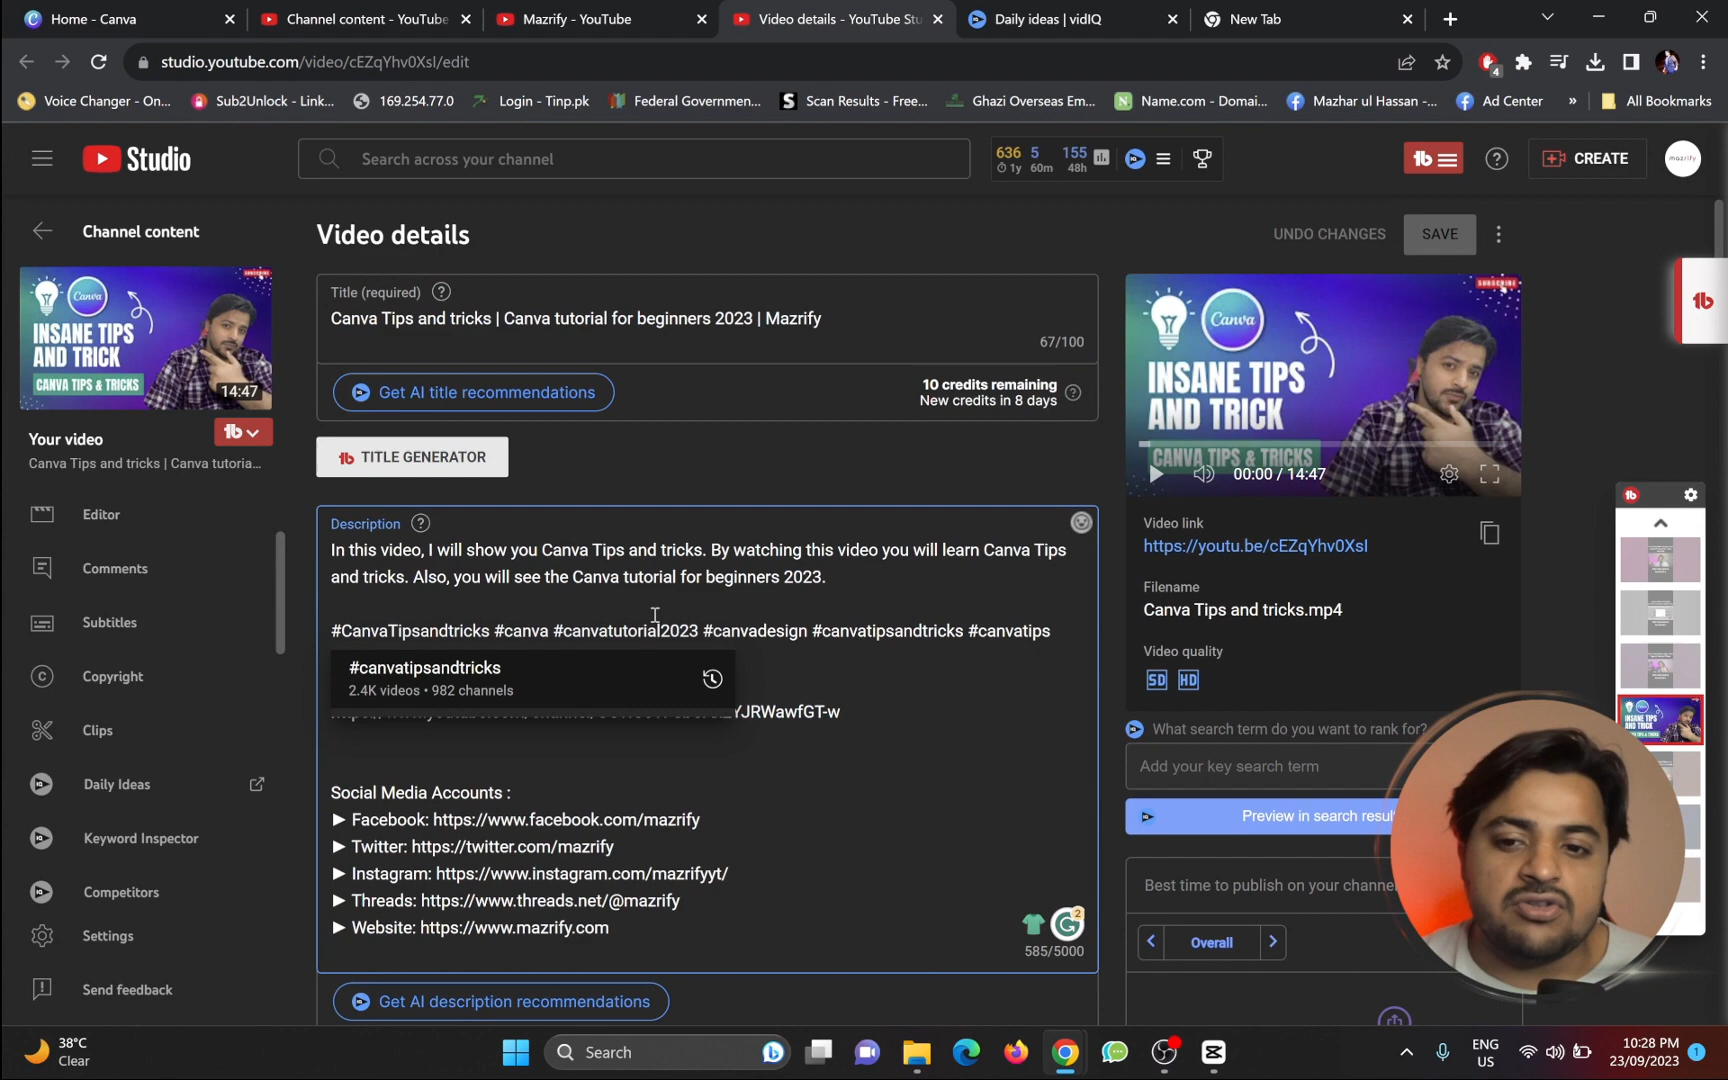 Home - Canva
Channel content - YouTube
Mazrify - YouTube
Video details - YouTube Stu
Daily ideas | vidIQ
New Tab
studio.youtube.com/video/cEZqYhv0XsI/edit
4
Voice Changer - On...
Sub2Unlock - Link...
169.254.77.0
Login - Tinp.pk
Federal Governmen...
Scan Results - Free...
Ghazi Overseas Em...
Name.com - Domai...
Mazhar ul Hassan -...
Ad Center
»
All Bookmarks
Studio
Search across your channel
636 5 155
1y 60m 48h
CREATE
mazrify
Channel content
Video details
UNDO CHANGES
SAVE
SUBSCRIBE
Canva
INSANE TIPS
AND TRICK
CANVA TIPS & TRICKS
14:47
Your video
Canva Tips and tricks | Canva tutoria...
Title (required)
Canva Tips and tricks | Canva tutorial for beginners 2023 | Mazrify
67/100
Get AI title recommendations
10 credits remaining
New credits in 8 days
TITLE GENERATOR
Editor
Comments
Subtitles
Copyright
Clips
Daily Ideas
Keyword Inspector
Competitors
Settings
Send feedback
Description
In this video, I will show you Canva Tips and tricks. By watching this video you will learn Canva Tips
and tricks. Also, you will see the Canva tutorial for beginners 2023.
#CanvaTipsandtricks #canva #canvatutorial2023 #canvadesign #canvatipsandtricks #canvatips
#canvatipsandtricks
2.4K videos • 982 channels
YJRWawfGT-w
Social Media Accounts :
► Facebook: https://www.facebook.com/mazrify
► Twitter: https://twitter.com/mazrify
► Instagram: https://www.instagram.com/mazrifyyt/
► Threads: https://www.threads.net/@mazrify
► Website: https://www.mazrify.com
2
585/5000
Get AI description recommendations
SUBSCRIBE
Canva
INSANE TIPS
AND TRICK
CANVA TIPS & TRICKS
00:00 / 14:47
Video link
https://youtu.be/cEZqYhv0XsI
Filename
Canva Tips and tricks.mp4
Video quality
SD HD
What search term do you want to rank for?
Add your key search term
Preview in search resul
Best time to publish on your channe
Overall
INSANE TIPS
AND TRICK
38°C
Clear
Search
ENG
US
10:28 PM
23/09/2023
1